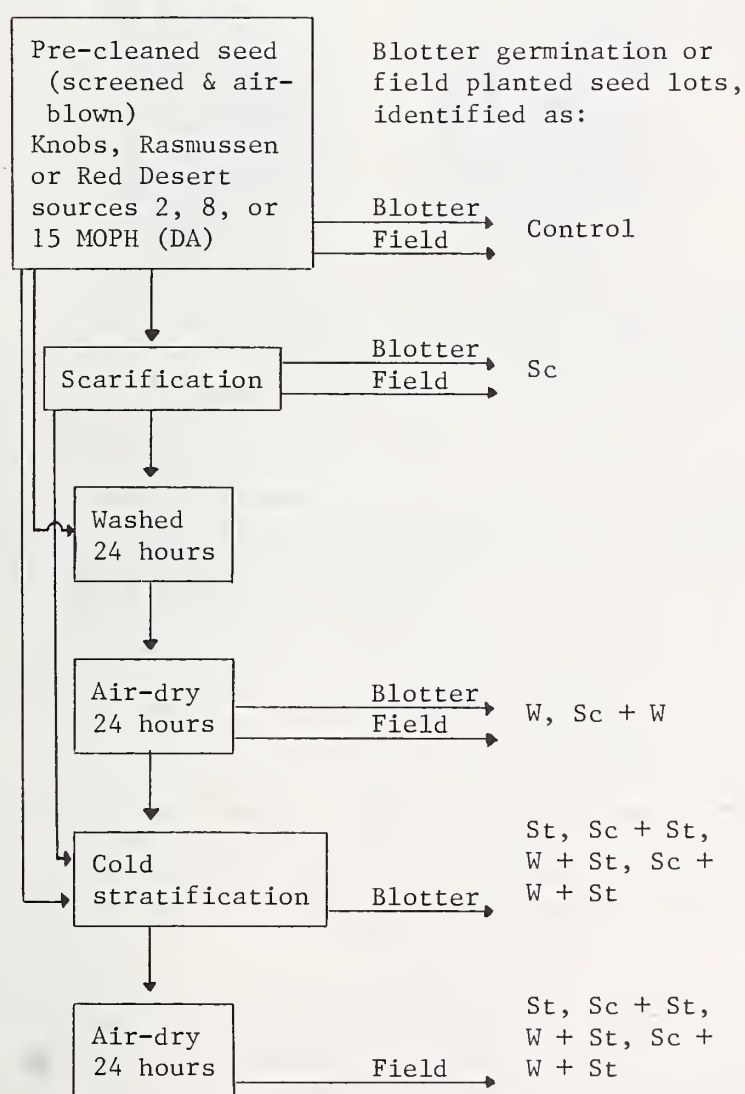 Pre-cleaned seed
(screened & air-
blown)
Knobs, Rasmussen
or Red Desert
sources 2, 8, or
15 MOPH (DA)
Blotter germination or
field planted seed lots,
identified as:
Blotter
Field
Control
Scarification
Blotter
Field
Sc
Washed
24 hours
Air-dry
24 hours
Blotter
Field
W, Sc + W
Cold
stratification
Blotter
St, Sc + St,
W + St, Sc +
W + St
Air-dry
24 hours
Field
St, Sc + St,
W + St, Sc +
W + St